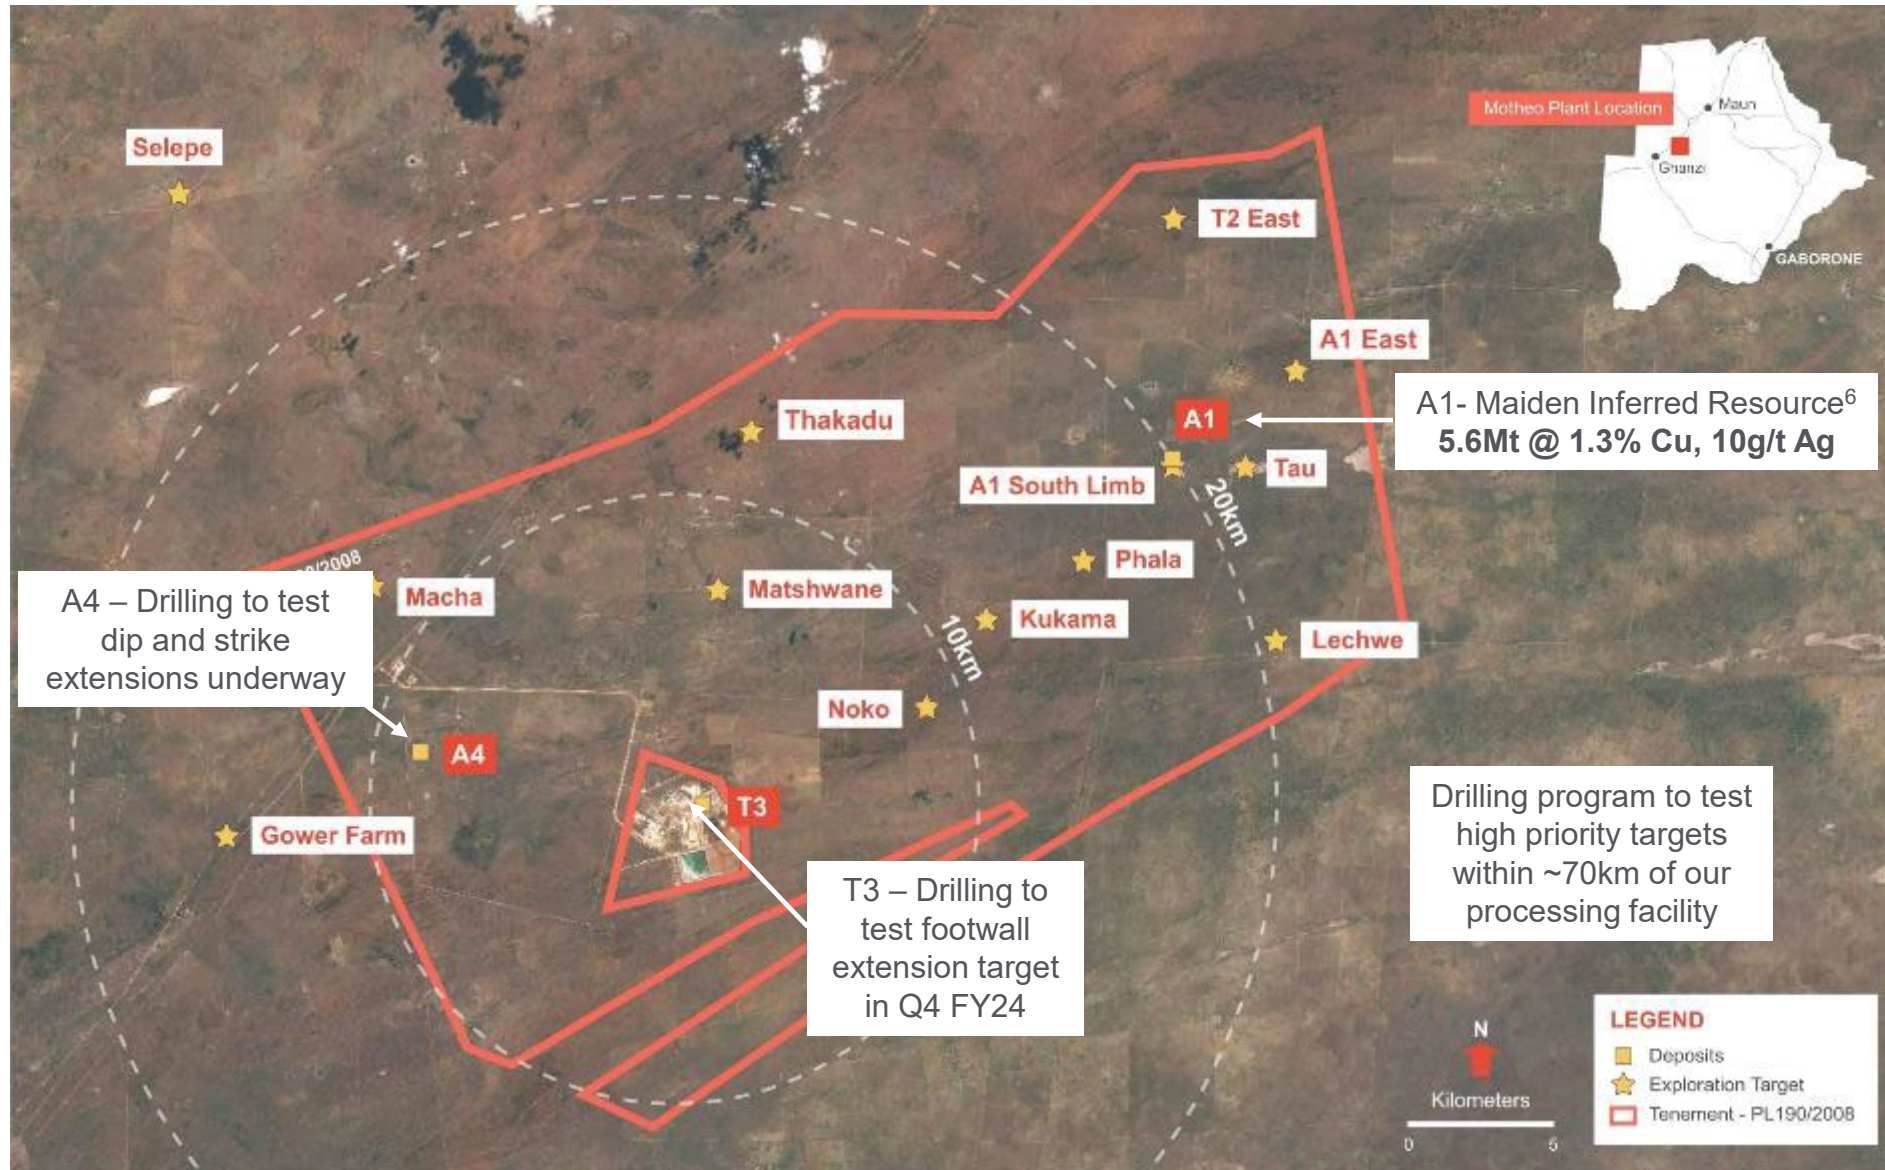 Selepe
Motheo Plant Location
Maun
Ghanzi
GABORONE
T2 East
A1 East
A1- Maiden Inferred Resource6
5.6Mt @ 1.3% Cu, 10g/t Ag
Thakadu
A1
A1 South Limb
Tau
20km
Phala
/2008
Macha
Matshwane
Kukama
10km
Lechwe
A4 – Drilling to test
dip and strike
extensions underway
Noko
A4
T3
Gower Farm
T3 – Drilling to
test footwall
extension target
in Q4 FY24
Drilling program to test
high priority targets
within ~70km of our
processing facility
N
Kilometers
0 5
LEGEND
Deposits
Exploration Target
Tenement - PL190/2008